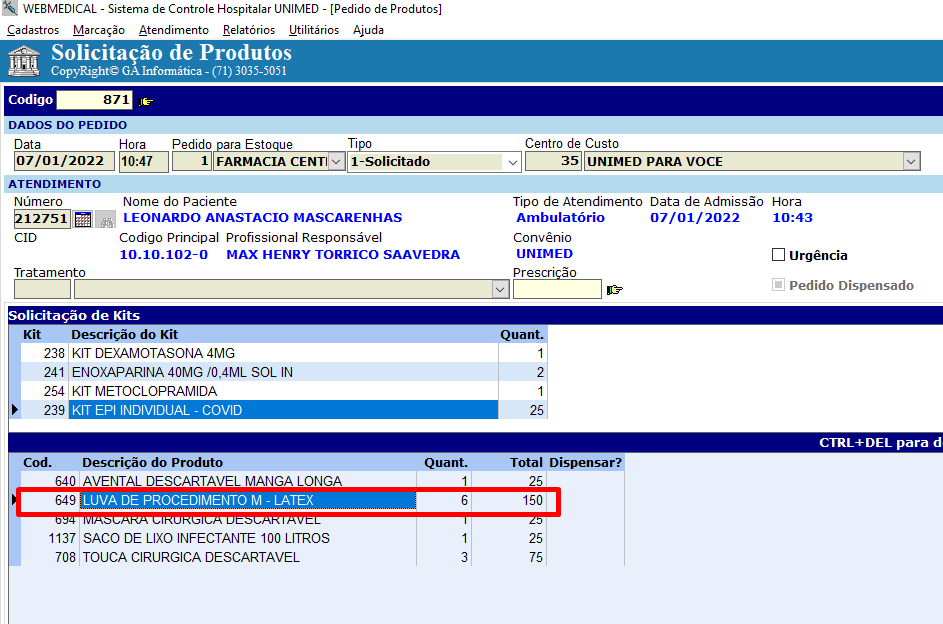 WEBMEDICAL - Sistema de Controle Hospitalar UNIMED - [Pedido de Produtos]
Cadastros Marcação Atendimento Relatórios Utilitários Ajuda
Solicitação de Produtos
CopyRight© GA Informática - (71) 3035-5051
Codigo 871
DADOS DO PEDIDO
Data Hora Pedido para Estoque Tipo Centro de Custo
07/01/2022 10:47 1 FARMACIA CENTI 1-Solicitado 35 UNIMED PARA VOCE
ATENDIMENTO
Número Nome do Paciente Tipo de Atendimento Data de Admissão Hora
212751 LEONARDO ANASTACIO MASCARENHAS Ambulatório 07/01/2022 10:43
CID Codigo Principal Profissional Responsável Convênio
10.10.102-0 MAX HENRY TORRICO SAAVEDRA UNIMED
Urgência
Tratamento Prescrição
Pedido Dispensado
Solicitação de Kits
Kit Descrição do Kit Quant.
238 KIT DEXAMOTASONA 4MG 1
241 ENOXAPARINA 40MG /0,4ML SOL IN 2
254 KIT METOCLOPRAMIDA 1
239 KIT EPI INDIVIDUAL - COVID 25
CTRL+DEL para d
Cod. Descrição do Produto Quant. Total Dispensar?
640 AVENTAL DESCARTAVEL MANGA LONGA 1 25
649 LUVA DE PROCEDIMENTO M - LATEX 6 150
694 MASCARA CIRURGICA DESCARTAVEL 1 25
1137 SACO DE LIXO INFECTANTE 100 LITROS 1 25
708 TOUCA CIRURGICA DESCARTAVEL 3 75